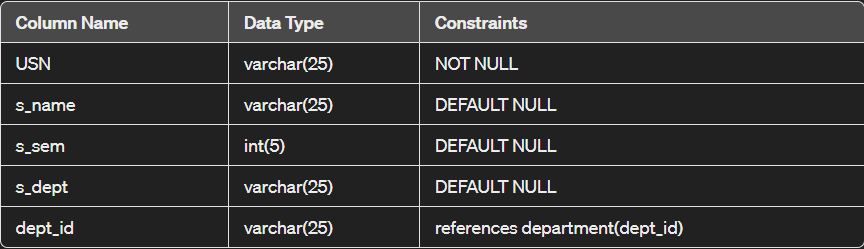 Column Name Data Type Constraints
USN varchar(25) NOT NULL
s_name varchar(25) DEFAULT NULL
s_sem int(5) DEFAULT NULL
s_dept varchar(25) DEFAULT NULL
dept_id varchar(25) references department(dept_id)